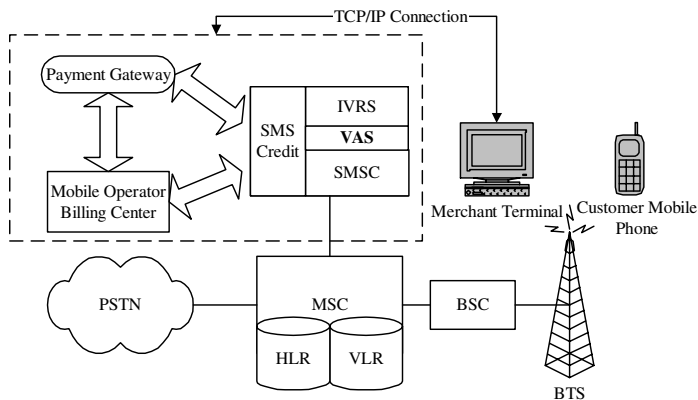 TCP/IP Connection
Payment Gateway
SMS
Credit
IVRS
VAS
SMSC
Mobile Operator
Billing Center
Merchant Terminal
Customer Mobile
Phone
PSTN
MSC
HLR
VLR
BSC
BTS